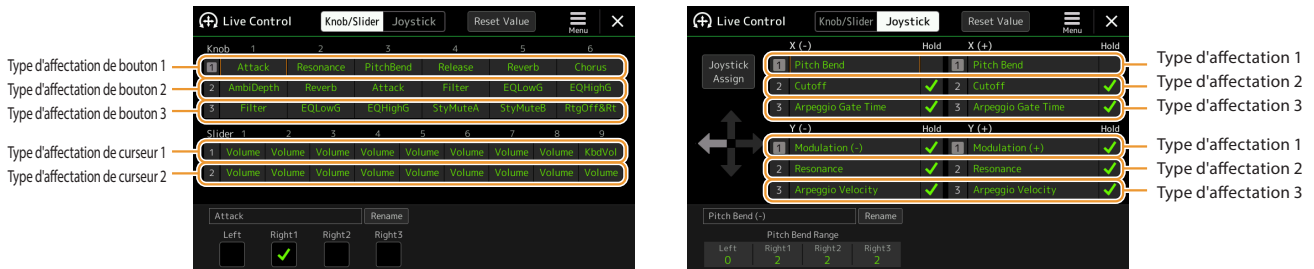 Live Control Knob/Slider Joystick Reset Value Menu
Knob 1 2 3 4 5 6
Type d'affectation de bouton 1
1 Attack Resonance PitchBend Release Reverb Chorus
Type d'affectation de bouton 2
2 AmbiDepth Reverb Attack Filter EQLowG EQHighG
Type d'affectation de bouton 3
3 Filter EQLowG EQHighG StyMuteA StyMuteB RtgOff&Rt
Slider 1 2 3 4 5 6 7 8 9
Type d'affectation de curseur 1
1 Volume Volume Volume Volume Volume Volume Volume Volume KbdVol
Type d'affectation de curseur 2
2 Volume Volume Volume Volume Volume Volume Volume Volume Volume
Attack Rename
Left Right1 Right2 Right3
Live Control Knob/Slider Joystick Reset Value Menu
X (-) Hold X (+) Hold
Joystick Assign
1 Pitch Bend 1 Pitch Bend
Type d'affectation 1
2 Cutoff 2 Cutoff
Type d'affectation 2
3 Arpeggio Gate Time 3 Arpeggio Gate Time
Type d'affectation 3
Y (-) Hold Y (+) Hold
1 Modulation (-) 1 Modulation (+)
Type d'affectation 1
2 Resonance 2 Resonance
Type d'affectation 2
3 Arpeggio Velocity 3 Arpeggio Velocity
Type d'affectation 3
Pitch Bend (-) Rename
Pitch Bend Range
Left Right1 Right2 Right3
0 2 2 2